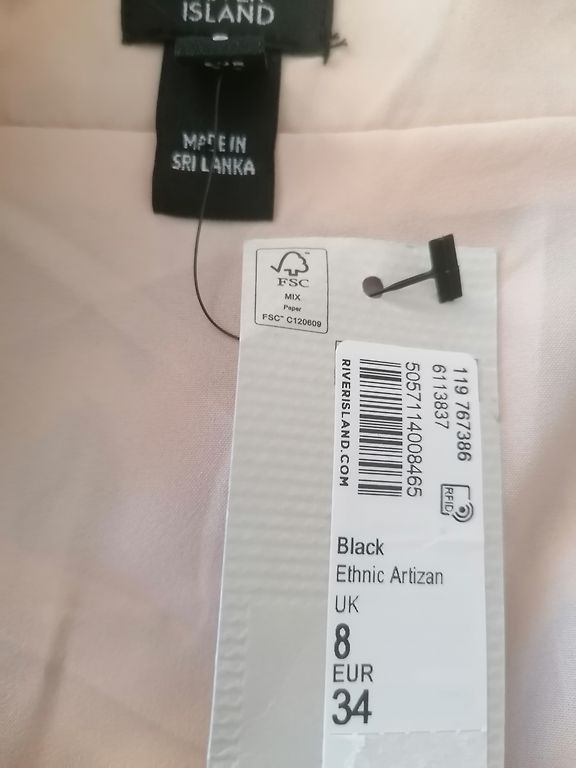 ISLAND
MADE IN
SRI LANKA
FSC
MIX
Paper
FSC™ C120609
119 767386
6113837
5057114008465
RIVERISLAND.COM
RFID
Black
Ethnic Artizan
UK
8
EUR
34